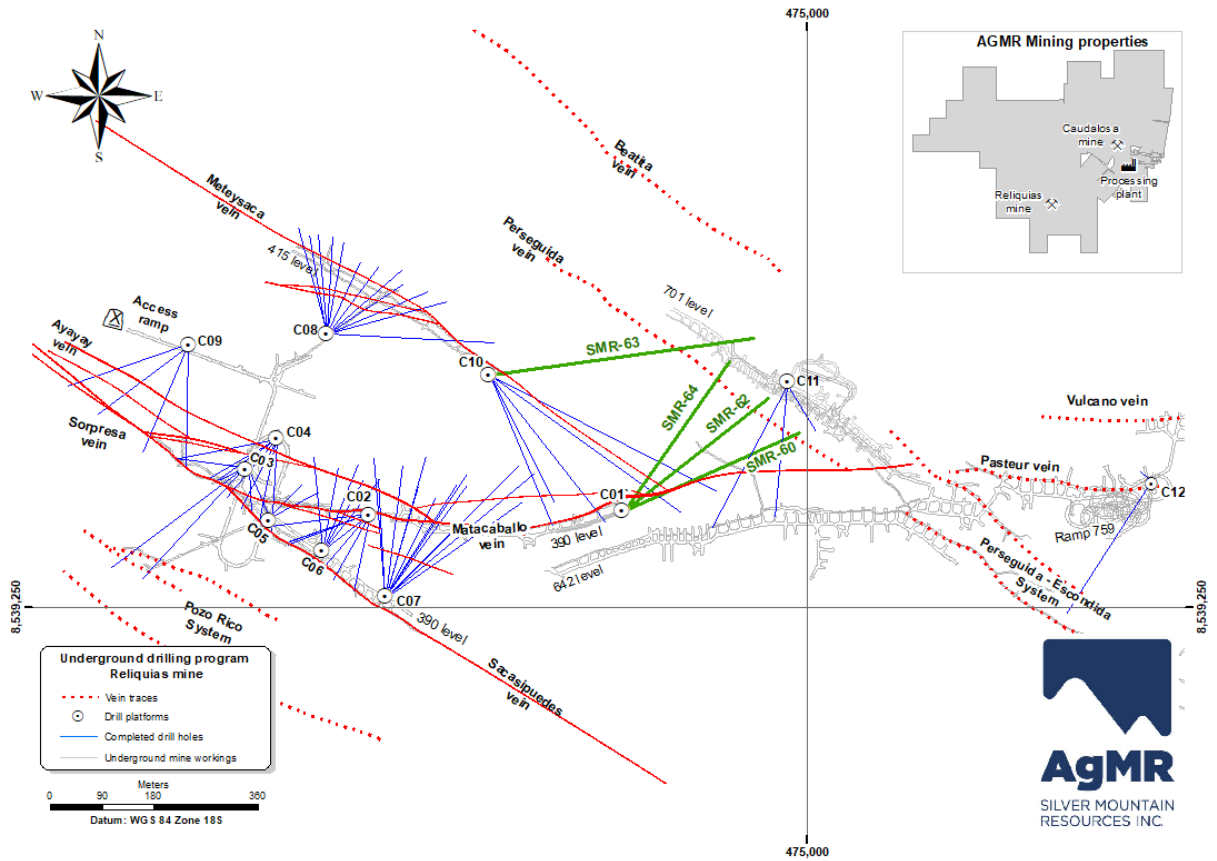 475,000
AGMR Mining properties
Caudalosa
mine
Processing
plant
Reliquias
mine
N
W
E
S
Beatita
vein
Meteysaca
vein
415 level
Perseguida
vein
701 level
Access
ramp
C09
C08
Ayayay
vein
C10
SMR-63
C11
SMR-64
SMR-62
SMR-60
Vulcano vein
Sorpresa
vein
C04
C03
Pasteur vein
C12
C02
C01
C05
Matacaballo
vein
390 level
Ramp 759
C06
642 level
Perseguida - Escondida
System
C07
390 level
8,539,250
8,539,250
Pozo Rico
System
Sacasipuedes
vein
Underground drilling program
Reliquias mine
Vein traces
Drill platforms
Completed drill holes
Underground mine workings
Meters
0 90 180 360
Datum: WGS 84 Zone 18S
AgMR
SILVER MOUNTAIN
RESOURCES INC.
475,000